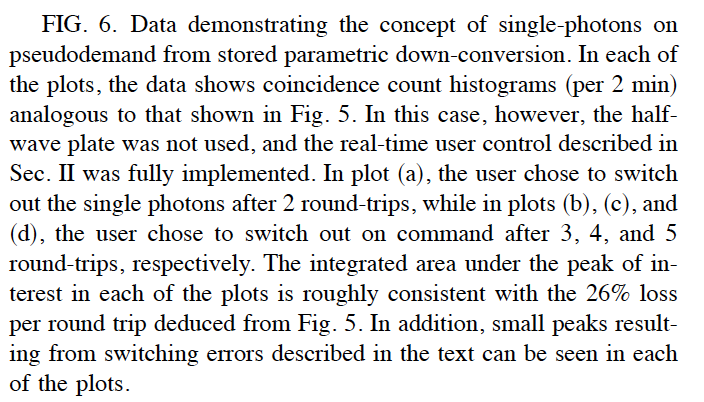 FIG. 6. Data demonstrating the concept of single-photons on
pseudodemand from stored parametric down-conversion. In each of
the plots, the data shows coincidence count histograms (per 2 min)
analogous to that shown in Fig. 5. In this case, however, the half-
wave plate was not used, and the real-time user control described in
Sec. II was fully implemented. In plot (a), the user chose to switch
out the single photons after 2 round-trips, while in plots (b), (c), and
(d), the user chose to switch out on command after 3, 4, and 5
round-trips, respectively. The integrated area under the peak of in-
terest in each of the plots is roughly consistent with the 26% loss
per round trip deduced from Fig. 5. In addition, small peaks result-
ing from switching errors described in the text can be seen in each
of the plots.